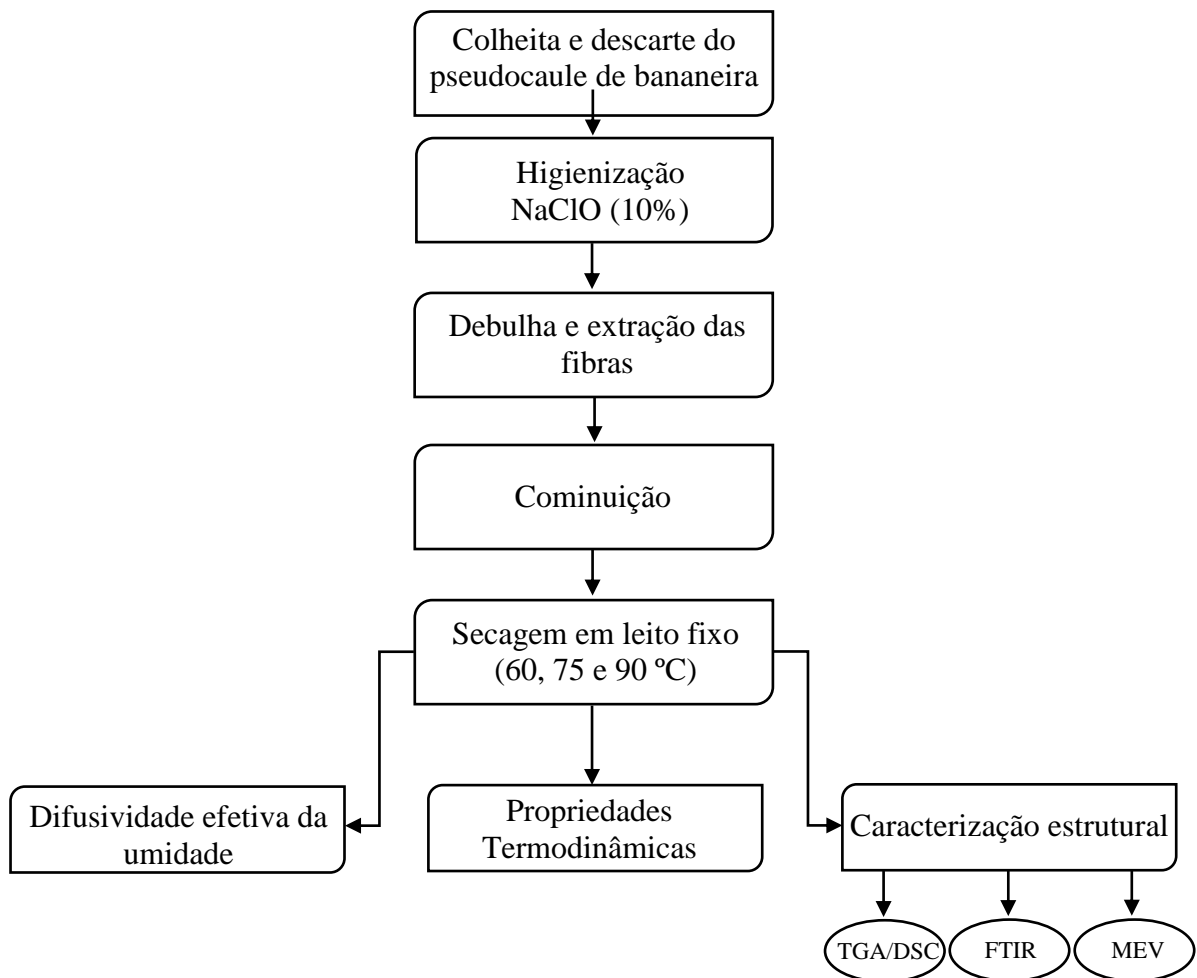 Colheita e descarte do
pseudocaule de bananeira
Higienização
NaClO (10%)
Debulha e extração das
fibras
Cominuição
Secagem em leito fixo
(60, 75 e 90 ºC)
Difusividade efetiva da
umidade
Propriedades
Termodinâmicas
Caracterização estrutural
TGA/DSC
FTIR
MEV